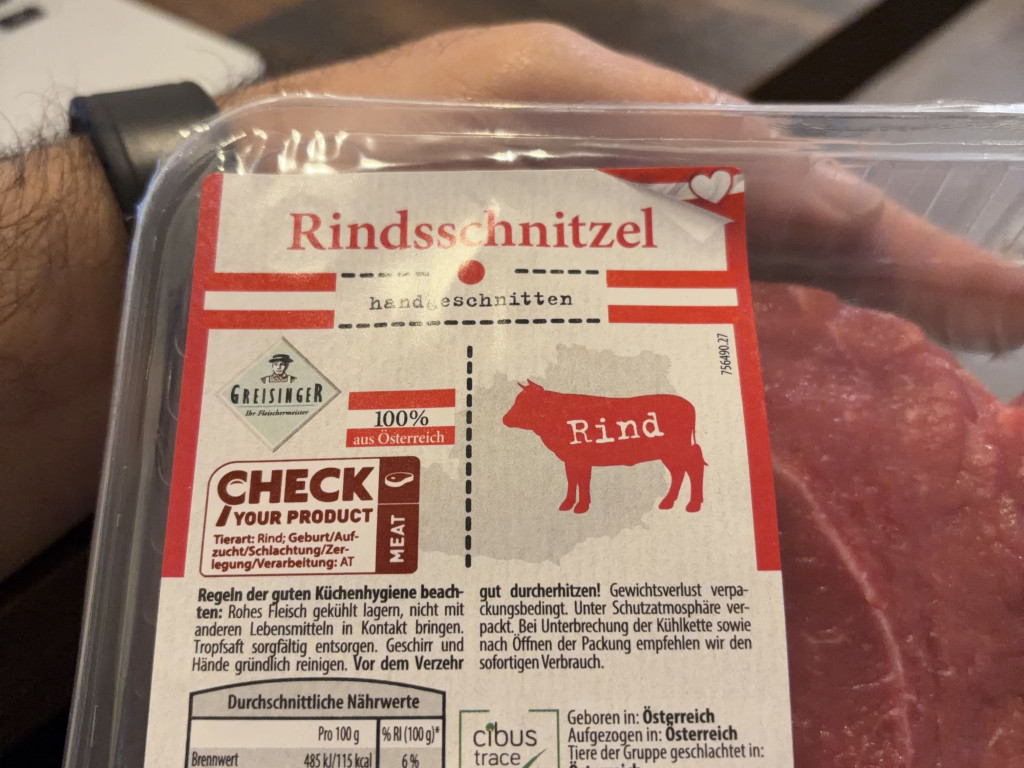 Rindsschnitzel
handgeschnitten
GREISINGER
Ihr Fleischermeister
100%
aus Österreich
Rind
756490.27
CHECK
YOUR PRODUCT
MEAT
Tierart: Rind; Geburt/Auf-
zucht/Schlachtung/Zer-
legung/Verarbeitung: AT
Regeln der guten Küchenhygiene beach-
ten: Rohes Fleisch gekühlt lagern, nicht mit
anderen Lebensmitteln in Kontakt bringen.
Tropfsaft sorgfältig entsorgen. Geschirr und
Hände gründlich reinigen. Vor dem Verzehr
gut durcherhitzen! Gewichtsverlust verpa-
ckungsbedingt. Unter Schutzatmosphäre ver-
packt. Bei Unterbrechung der Kühlkette sowie
nach Öffnen der Packung empfehlen wir den
sofortigen Verbrauch.
Durchschnittliche Nährwerte
Pro 100 g % RI (100 g)*
Brennwert 485 kJ/115 kcal 6 %
cibus
trace
Geboren in: Österreich
Aufgezogen in: Österreich
Tiere der Gruppe geschlachtet in: